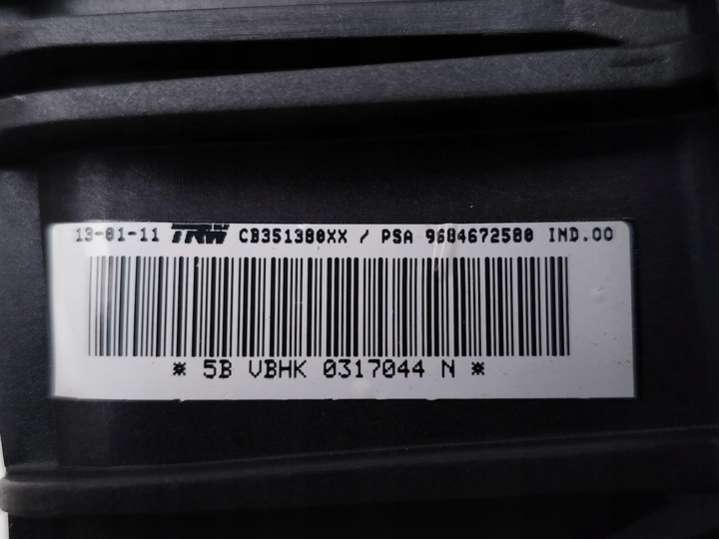 13-01-11 TRW CB351380XX / PSA 9684672580 IND.00
* 5B VBHK 0317044 N *